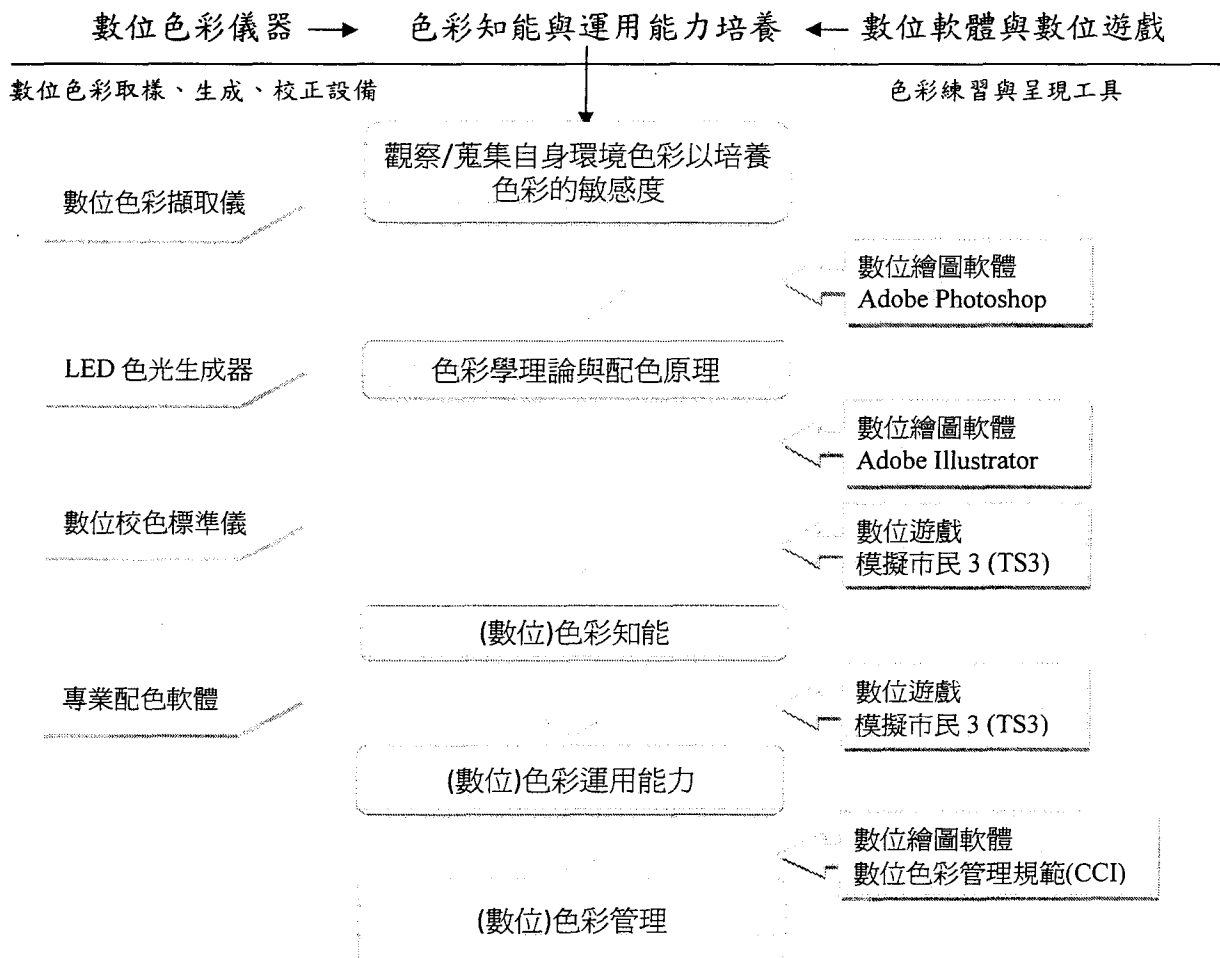 數位色彩儀器 → 色彩知能與運用能力培養 ← 數位軟體與數位遊戲
數位色彩取樣、生成、校正設備
色彩練習與呈現工具
觀察/蒐集自身環境色彩以培養
色彩的敏感度
數位色彩擷取儀
數位繪圖軟體
Adobe Photoshop
LED 色光生成器
色彩學理論與配色原理
數位繪圖軟體
Adobe Illustrator
數位校色標準儀
數位遊戲
模擬市民 3 (TS3)
(數位)色彩知能
專業配色軟體
數位遊戲
模擬市民 3 (TS3)
(數位)色彩運用能力
數位繪圖軟體
數位色彩管理規範(CCI)
(數位)色彩管理